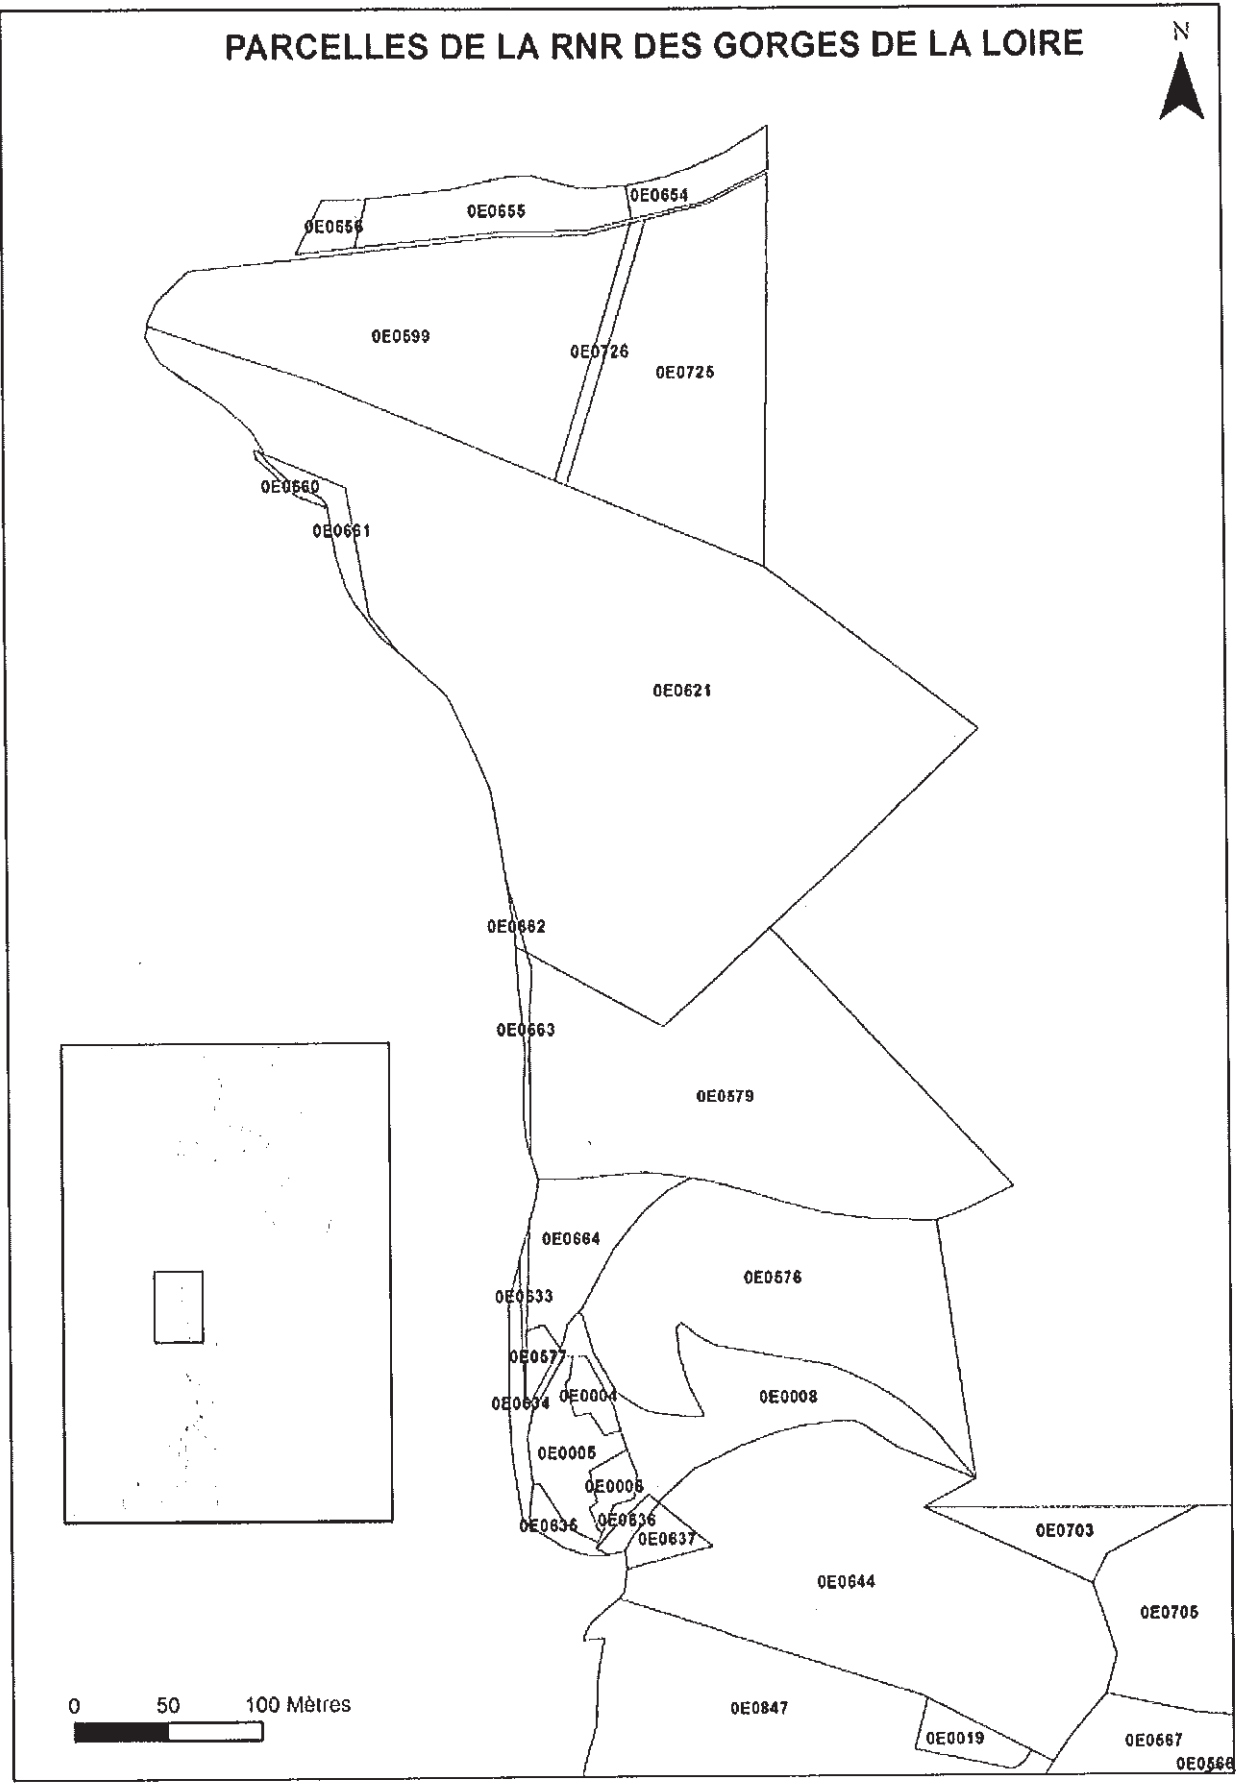 PARCELLES DE LA RNR DES GORGES DE LA LOIRE
N
0E0654
0E0655
0E0656
0E0599
0E0726
0E0725
0E0660
0E0661
0E0621
0E0662
0E0663
0E0579
0E0664
0E0576
0E0633
0E0577
0E0634
0E0004
0E0008
0E0005
0E0006
0E0635
0E0636
0E0637
0E0703
0E0644
0E0705
0E0847
0E0019
0E0667
0E0566
0 50 100 Mètres